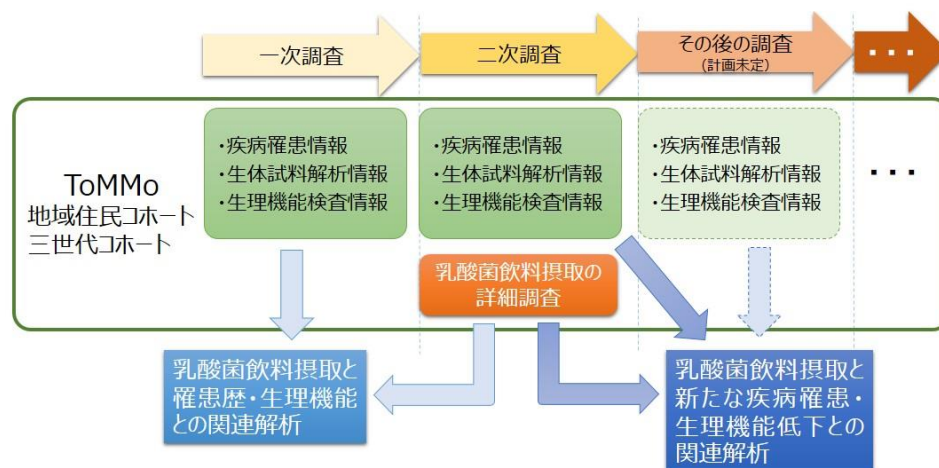 一次調査
二次調査
その後の調査
(計画未定)
・・・
ToMMo
地域住民コホート
三世代コホート
・疾病罹患情報
・生体試料解析情報
・生理機能検査情報
・疾病罹患情報
・生体試料解析情報
・生理機能検査情報
・疾病罹患情報
・生体試料解析情報
・生理機能検査情報
・・・
乳酸菌飲料摂取の
詳細調査
乳酸菌飲料摂取と
罹患歴・生理機能
との関連解析
乳酸菌飲料摂取と
新たな疾病罹患・
生理機能低下との
関連解析